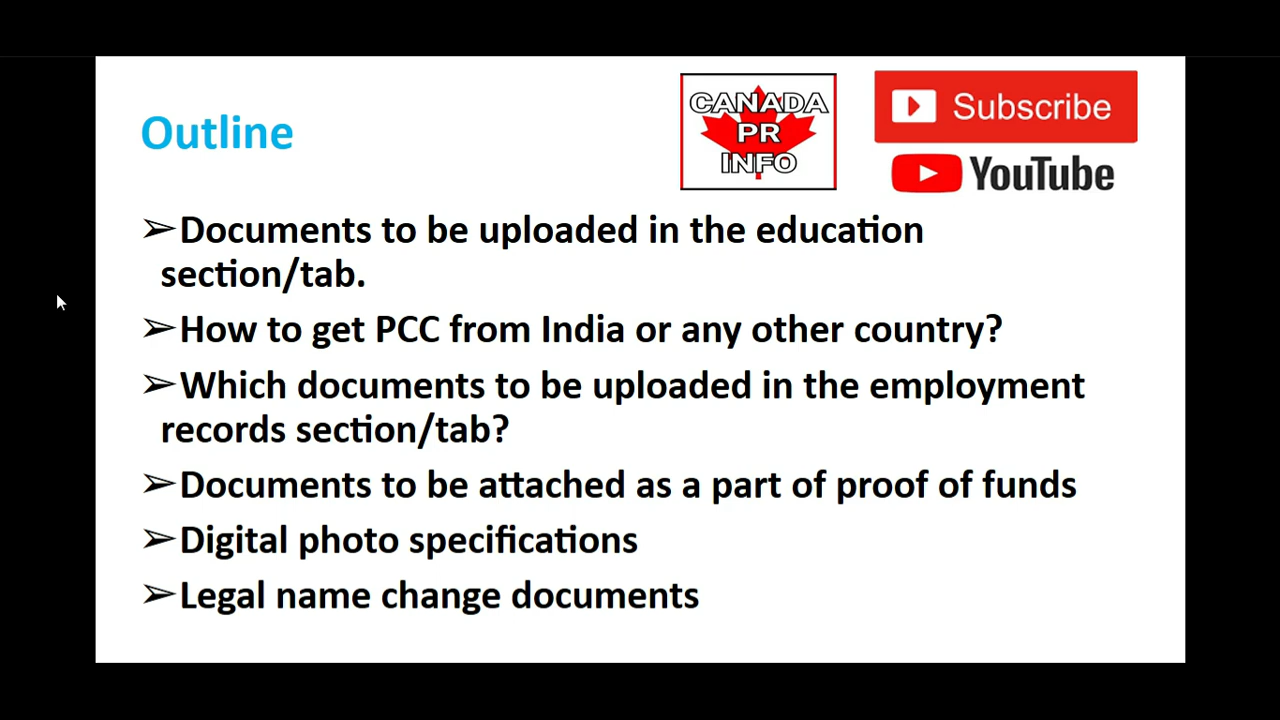 Outline
CANADA
PR
INFO
Subscribe
YouTube
➢Documents to be uploaded in the education
section/tab.
➢How to get PCC from India or any other country?
➢Which documents to be uploaded in the employment
records section/tab?
➢Documents to be attached as a part of proof of funds
➢Digital photo specifications
➢Legal name change documents